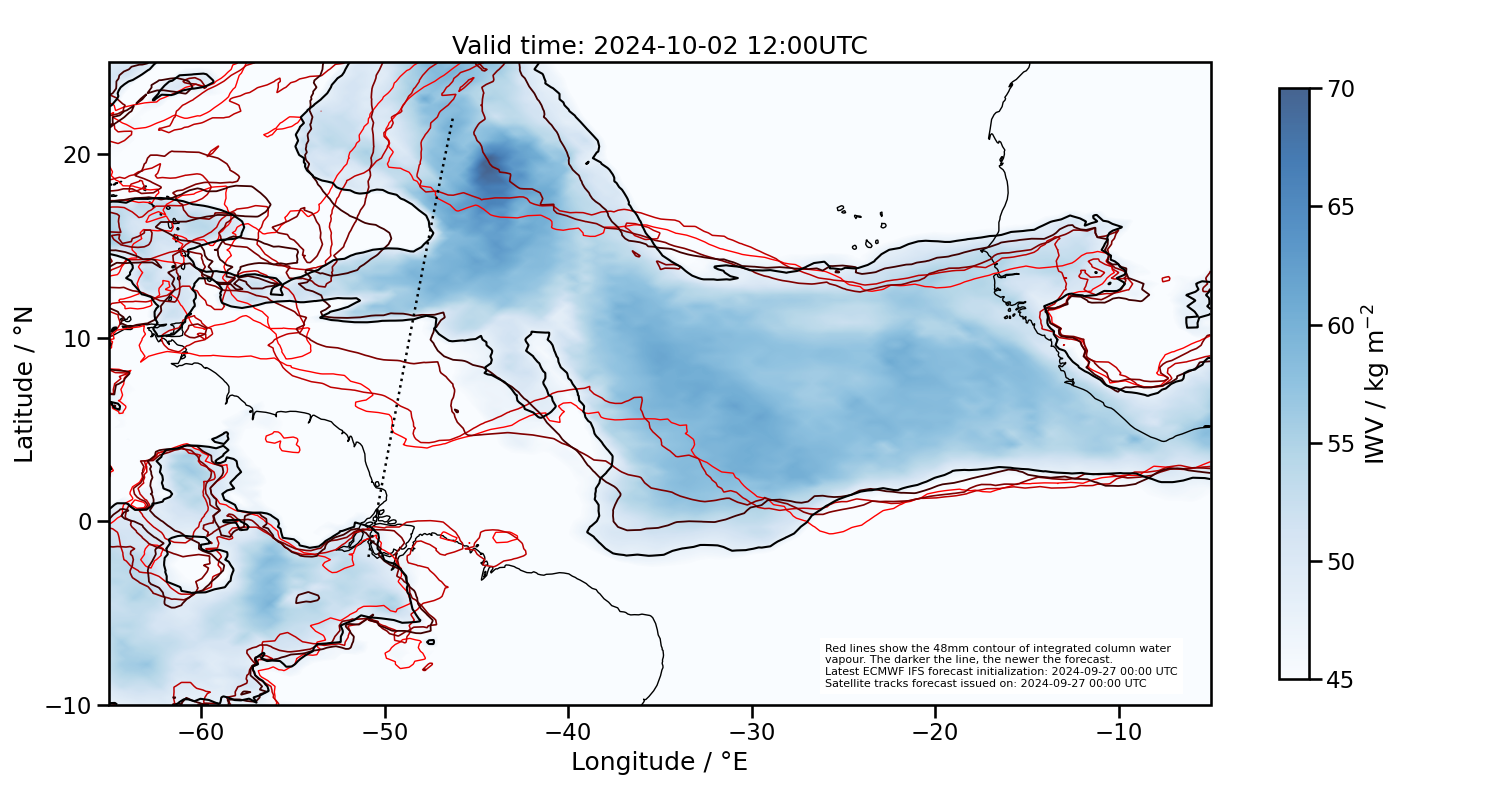 Valid time: 2024-10-02 12:00UTC
Latitude / °N
20
10
0
−10
−60
−50
−40
−30
−20
−10
Longitude / °E
Red lines show the 48mm contour of integrated column water
vapour. The darker the line, the newer the forecast.
Latest ECMWF IFS forecast initialization: 2024-09-27 00:00 UTC
Satellite tracks forecast issued on: 2024-09-27 00:00 UTC
70
65
60
55
50
45
IWV / kg m⁻²